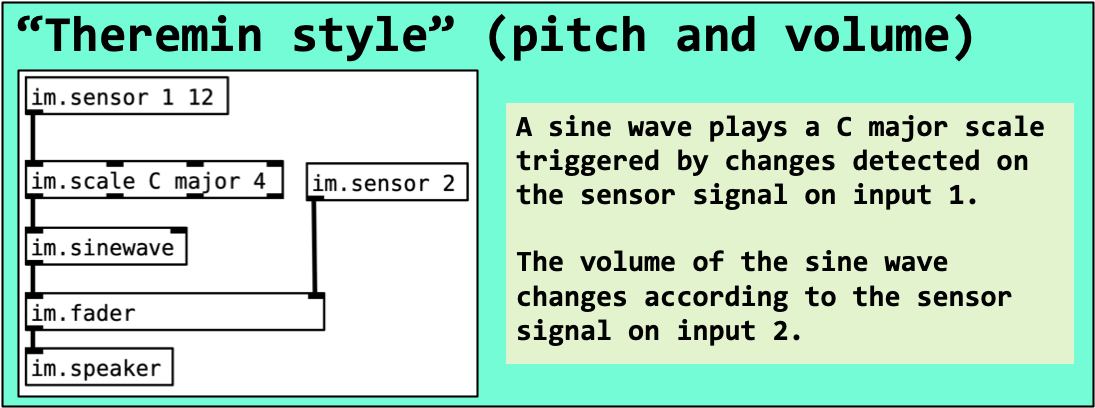 “Theremin style” (pitch and volume)
im.sensor 1 12
im.scale C major 4
im.sensor 2
im.sinewave
im.fader
im.speaker
A sine wave plays a C major scale
triggered by changes detected on
the sensor signal on input 1.
The volume of the sine wave
changes according to the sensor
signal on input 2.